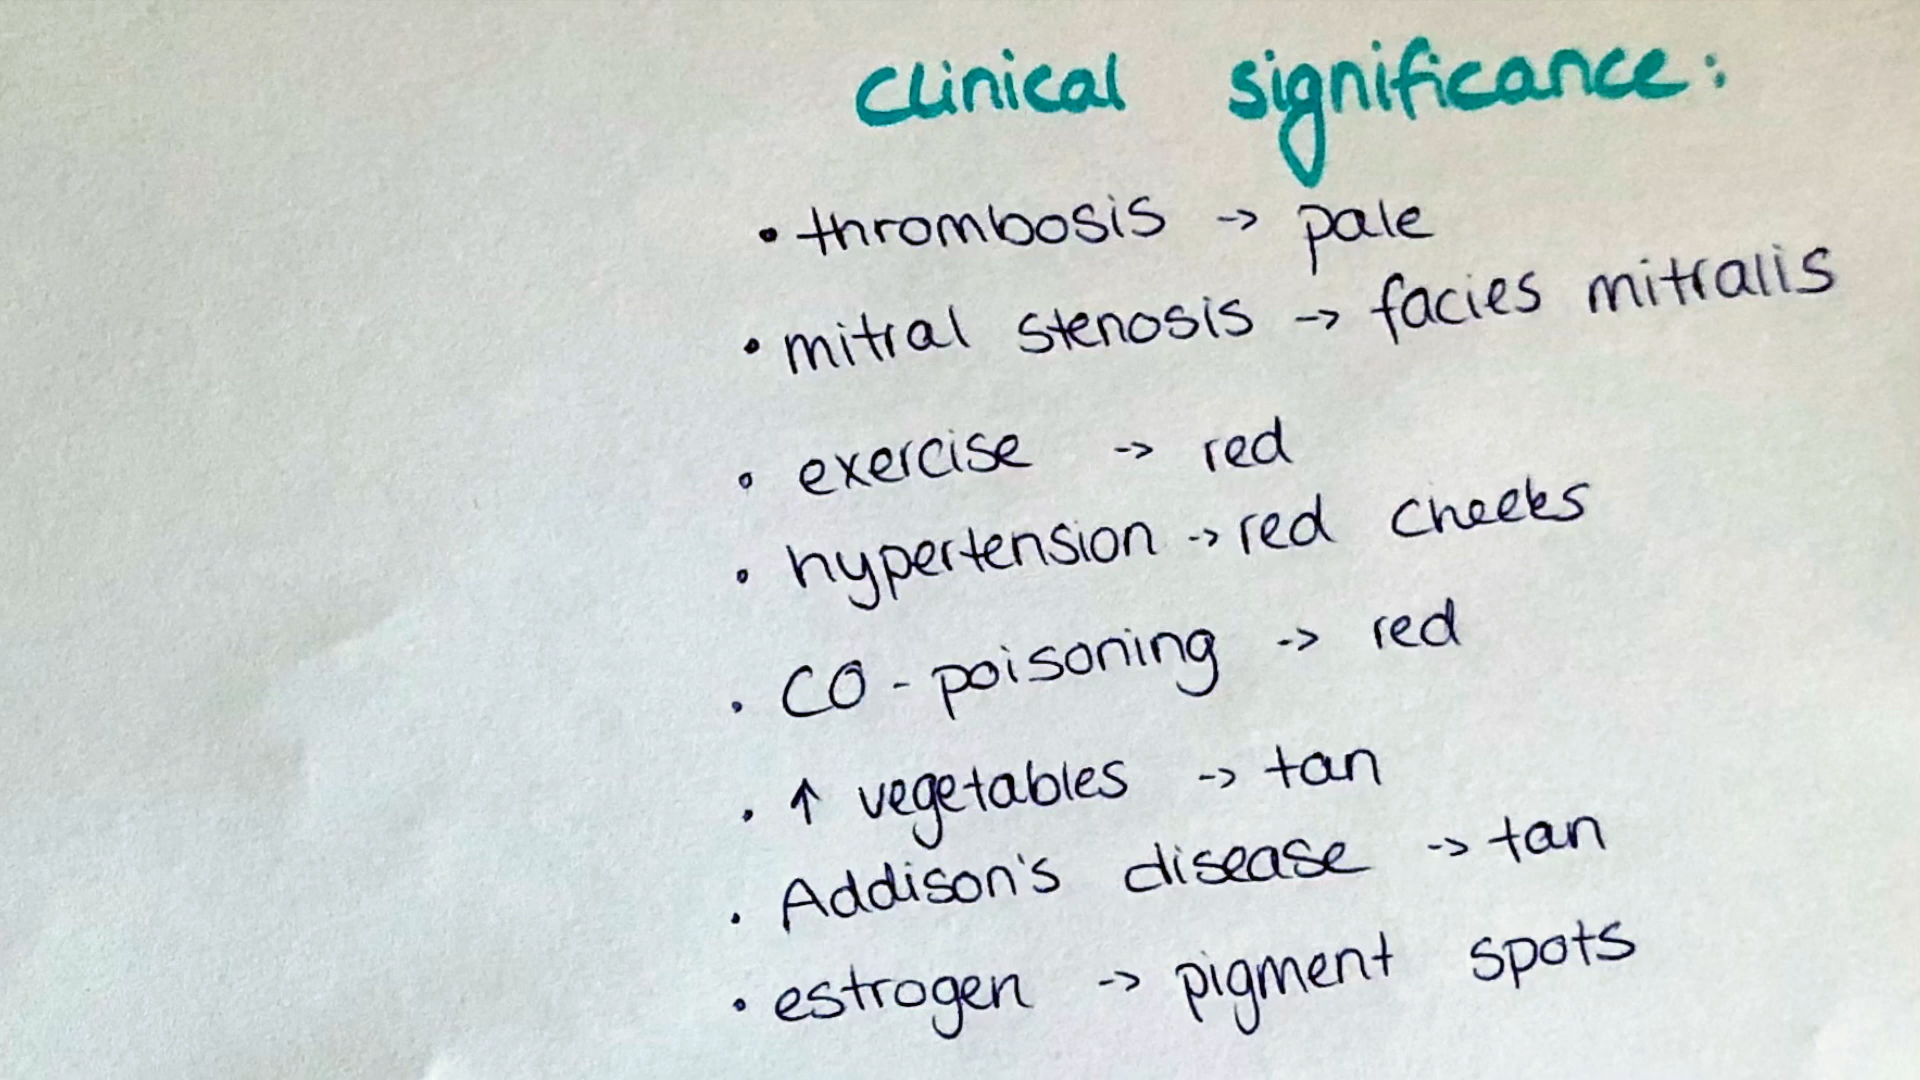 clinical significance:
• thrombosis -> pale
• mitral stenosis -> facies mitralis
• exercise -> red
• hypertension -> red cheeks
• CO - poisoning -> red
• ↑ vegetables -> tan
• Addison's disease -> tan
• estrogen -> pigment spots